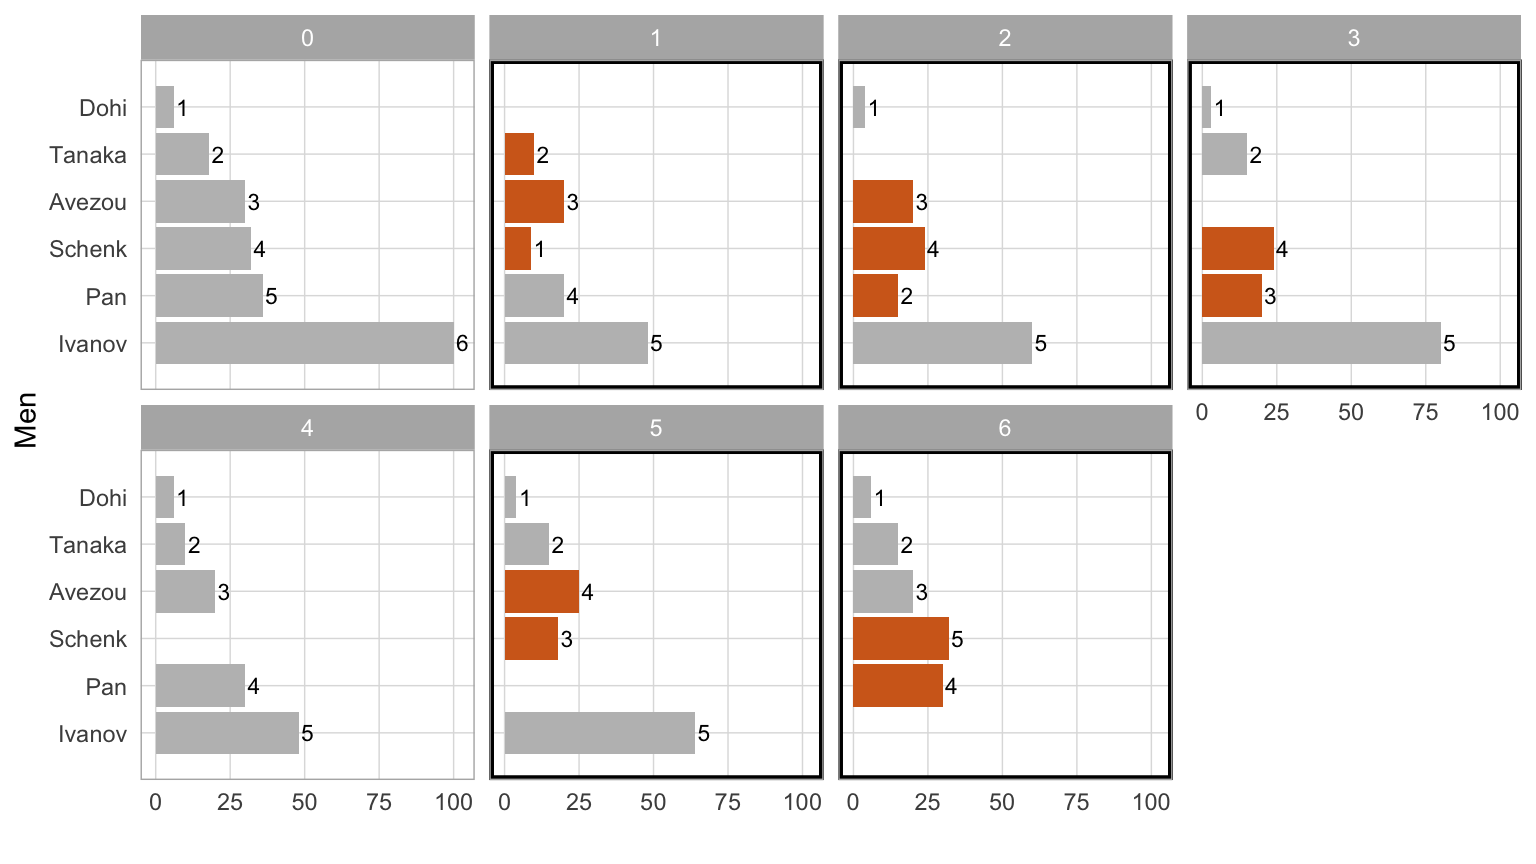 0 1 2 3
Dohi 1 1 1
Tanaka 2 2 2
Avezou 3 3 3
Schenk 4 1 4 4
Pan 5 4 2 3
Ivanov 6 5 5 5
0 25 50 75 100
Men
4 5 6
Dohi 1 1 1
Tanaka 2 2 2
Avezou 3 4 3
Schenk 3 5
Pan 4 4
Ivanov 5 5
0 25 50 75 100 0 25 50 75 100 0 25 50 75 100